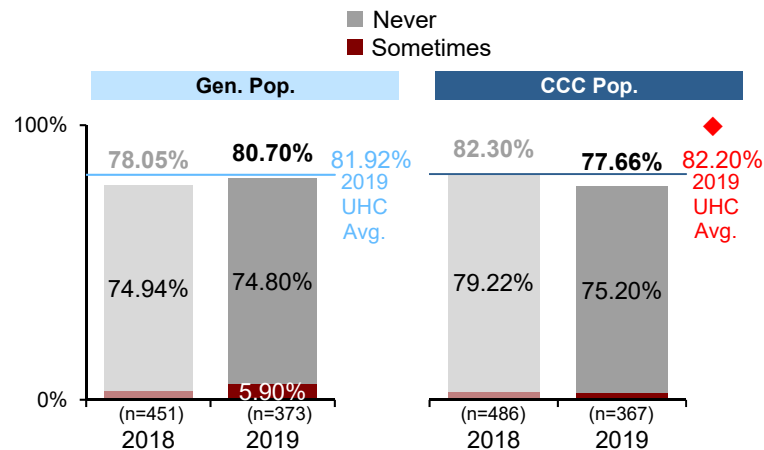 Never
Sometimes
Gen. Pop.
CCC Pop.
100%
78.05%
80.70%
81.92%
2019
UHC
Avg.
82.30%
77.66%
82.20%
2019
UHC
Avg.
74.94%
74.80%
79.22%
75.20%
5.90%
0%
(n=451)
(n=373)
(n=486)
(n=367)
2018
2019
2018
2019